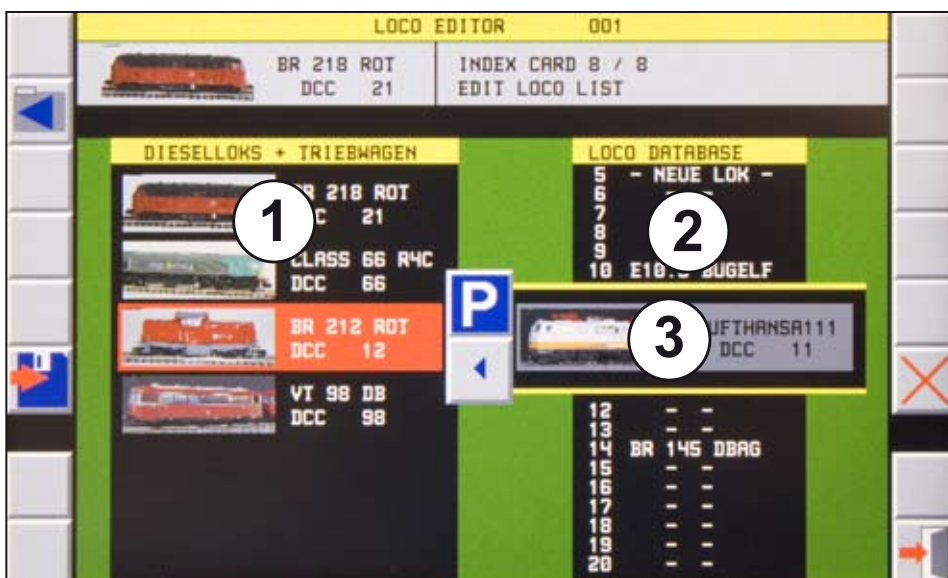 LOCO EDITOR 001
BR 218 ROT
DCC 21
INDEX CARD 8 / 8
EDIT LOCO LIST
DIESELLOKS + TRIEBWAGEN
218 ROT
21
CLASS 66 R4C
DCC 66
BR 212 ROT
DCC 12
VT 98 DB
DCC 98
1
P
LOCO DATABASE
5 - NEUE LOK -
6
7
8
9
10
2
3
DCC 11
12 - -
13 - -
14 BR 145 DBAG
15 - -
16 - -
17 - -
18 - -
19 - -
20 - -